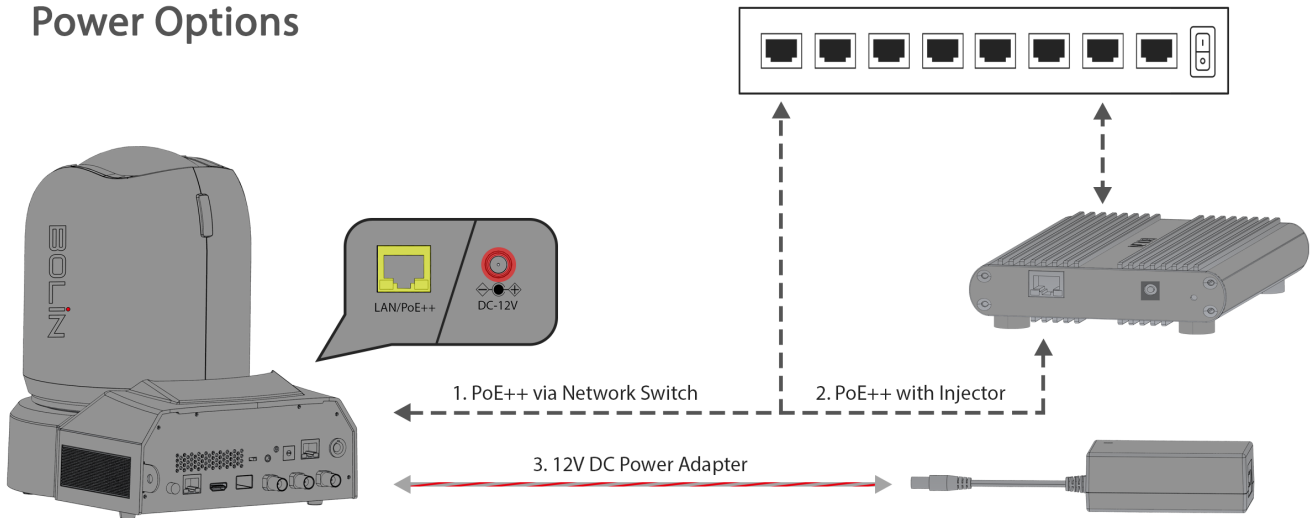 Power Options
BOLIN
LAN/PoE++
DC-12V
1. PoE++ via Network Switch
2. PoE++ with Injector
3. 12V DC Power Adapter